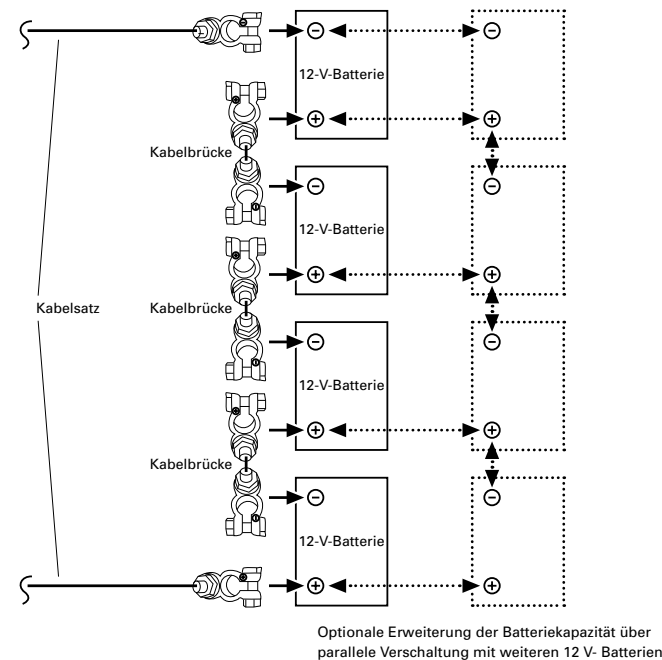 −
−
12-V-Batterie
+
+
Kabelbrücke
−
−
12-V-Batterie
+
+
Kabelsatz
Kabelbrücke
−
−
12-V-Batterie
+
+
Kabelbrücke
−
−
12-V-Batterie
+
+
Optionale Erweiterung der Batteriekapazität über
parallele Verschaltung mit weiteren 12 V- Batterien